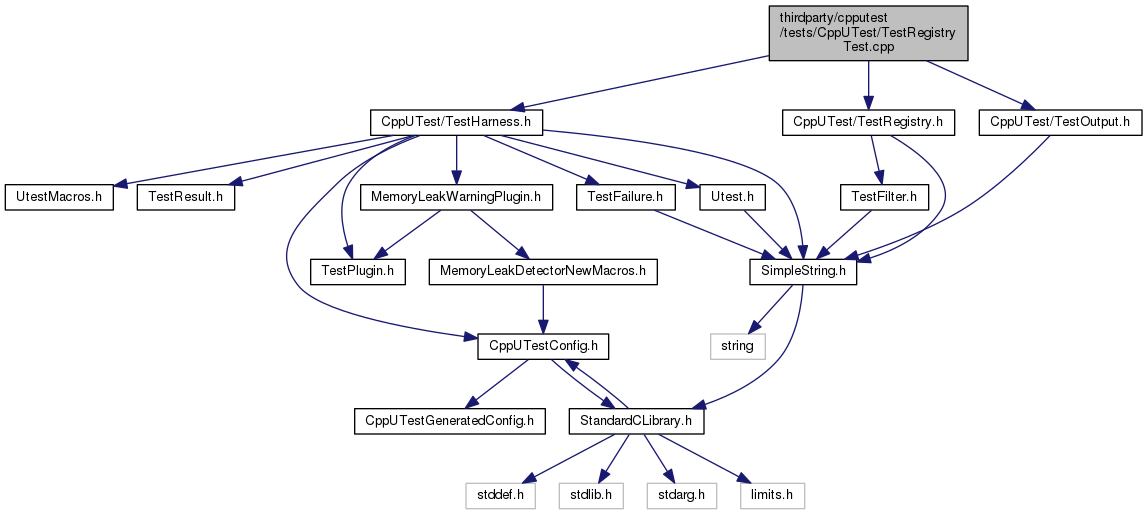 thirdparty/cpputest
/tests/CppUTest/TestRegistry
Test.cpp
CppUTest/TestHarness.h
CppUTest/TestRegistry.h
CppUTest/TestOutput.h
UtestMacros.h
TestResult.h
MemoryLeakWarningPlugin.h
TestFailure.h
Utest.h
TestFilter.h
TestPlugin.h
MemoryLeakDetectorNewMacros.h
SimpleString.h
CppUTestConfig.h
string
CppUTestGeneratedConfig.h
StandardCLibrary.h
stddef.h
stdlib.h
stdarg.h
limits.h